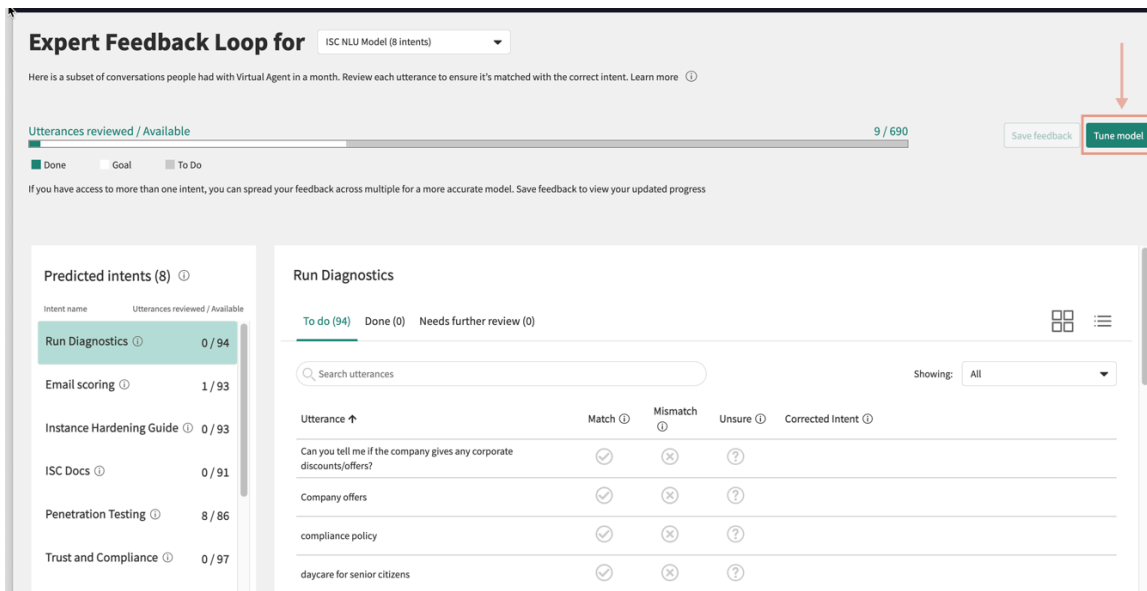 Expert Feedback Loop for ISC NLU Model (8 intents)
Here is a subset of conversations people had with Virtual Agent in a month. Review each utterance to ensure it's matched with the correct intent. Learn more
Utterances reviewed / Available 9 / 690
Save feedback Tune model
Done Goal To Do
If you have access to more than one intent, you can spread your feedback across multiple for a more accurate model. Save feedback to view your updated progress
Predicted intents (8)
Intent name Utterances reviewed / Available
Run Diagnostics 0 / 94
Email scoring 1 / 93
Instance Hardening Guide 0 / 93
ISC Docs 0 / 91
Penetration Testing 8 / 86
Trust and Compliance 0 / 97
Run Diagnostics
To do (94) Done (0) Needs further review (0)
Search utterances Showing: All
Utterance Match Mismatch Unsure Corrected Intent
Can you tell me if the company gives any corporate
discounts/offers?
Company offers
compliance policy
daycare for senior citizens